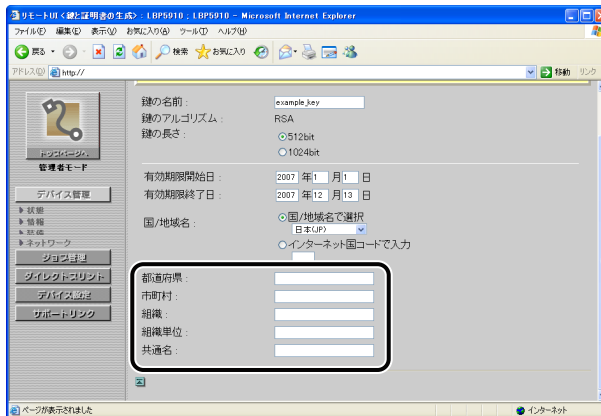 リモートUI <鍵と証明書の生成> : LBP5910 ; LBP5910 - Microsoft Internet Explorer
ファイル(F) 編集(E) 表示(V) お気に入り(A) ツール(T) ヘルプ(H)
戻る 検索 お気に入り
アドレス(D) http:// 移動 リンク
トップページへ
管理者モード
デバイス管理
状態
情報
ネットワーク
ジョブ管理
ダイレクトプリント
デバイス設定
サポートリンク
鍵の名前 : example_key
鍵のアルゴリズム : RSA
鍵の長さ : 512bit
1024bit
有効期限開始日 : 2007 年 1 月 1 日
有効期限終了日 : 2007 年 12 月 13 日
国/地域名 : 国/地域名で選択
日本(JP)
インターネット国コードで入力
都道府県 :
市町村 :
組織 :
組織単位 :
共通名 :
ページが表示されました インターネット